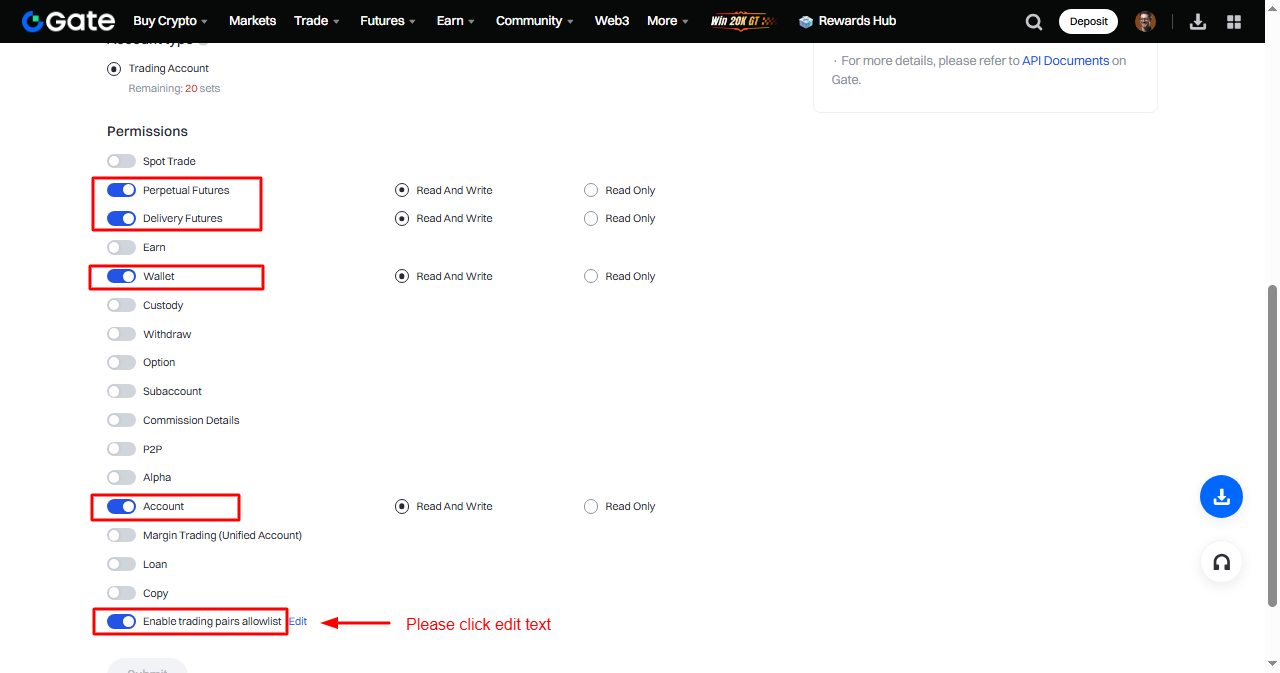 Gate Buy Crypto Markets Trade Futures Earn Community Web3 More Win 20K GT Rewards Hub Deposit
Account type
Trading Account
Remaining: 20 sets
· For more details, please refer to API Documents on
Gate.
Permissions
Spot Trade
Perpetual Futures Read And Write Read Only
Delivery Futures Read And Write Read Only
Earn
Wallet Read And Write Read Only
Custody
Withdraw
Option
Subaccount
Commission Details
P2P
Alpha
Account Read And Write Read Only
Margin Trading (Unified Account)
Loan
Copy
Enable trading pairs allowlist Edit Please click edit text
Submit